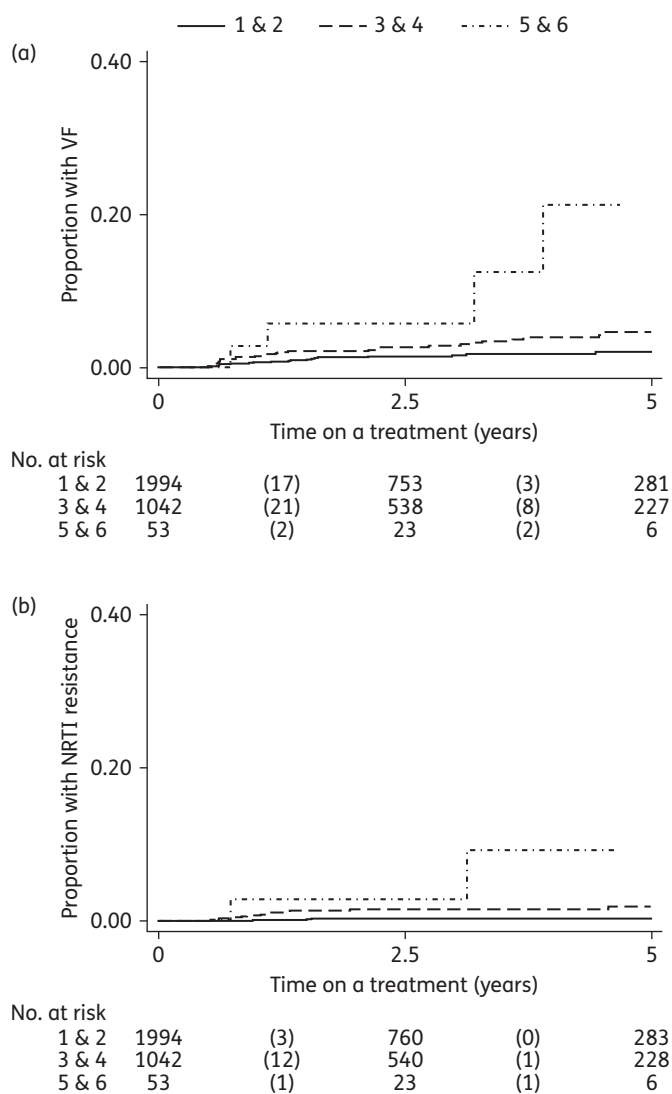 1 & 2 3 & 4 5 & 6
(a)
0.40
0.20
0.00
Proportion with VF
0 2.5 5
Time on a treatment (years)
No. at risk
1 & 2 1994 (17) 753 (3) 281
3 & 4 1042 (21) 538 (8) 227
5 & 6 53 (2) 23 (2) 6
(b)
0.40
0.20
0.00
Proportion with NRTI resistance
0 2.5 5
Time on a treatment (years)
No. at risk
1 & 2 1994 (3) 760 (0) 283
3 & 4 1042 (12) 540 (1) 228
5 & 6 53 (1) 23 (1) 6